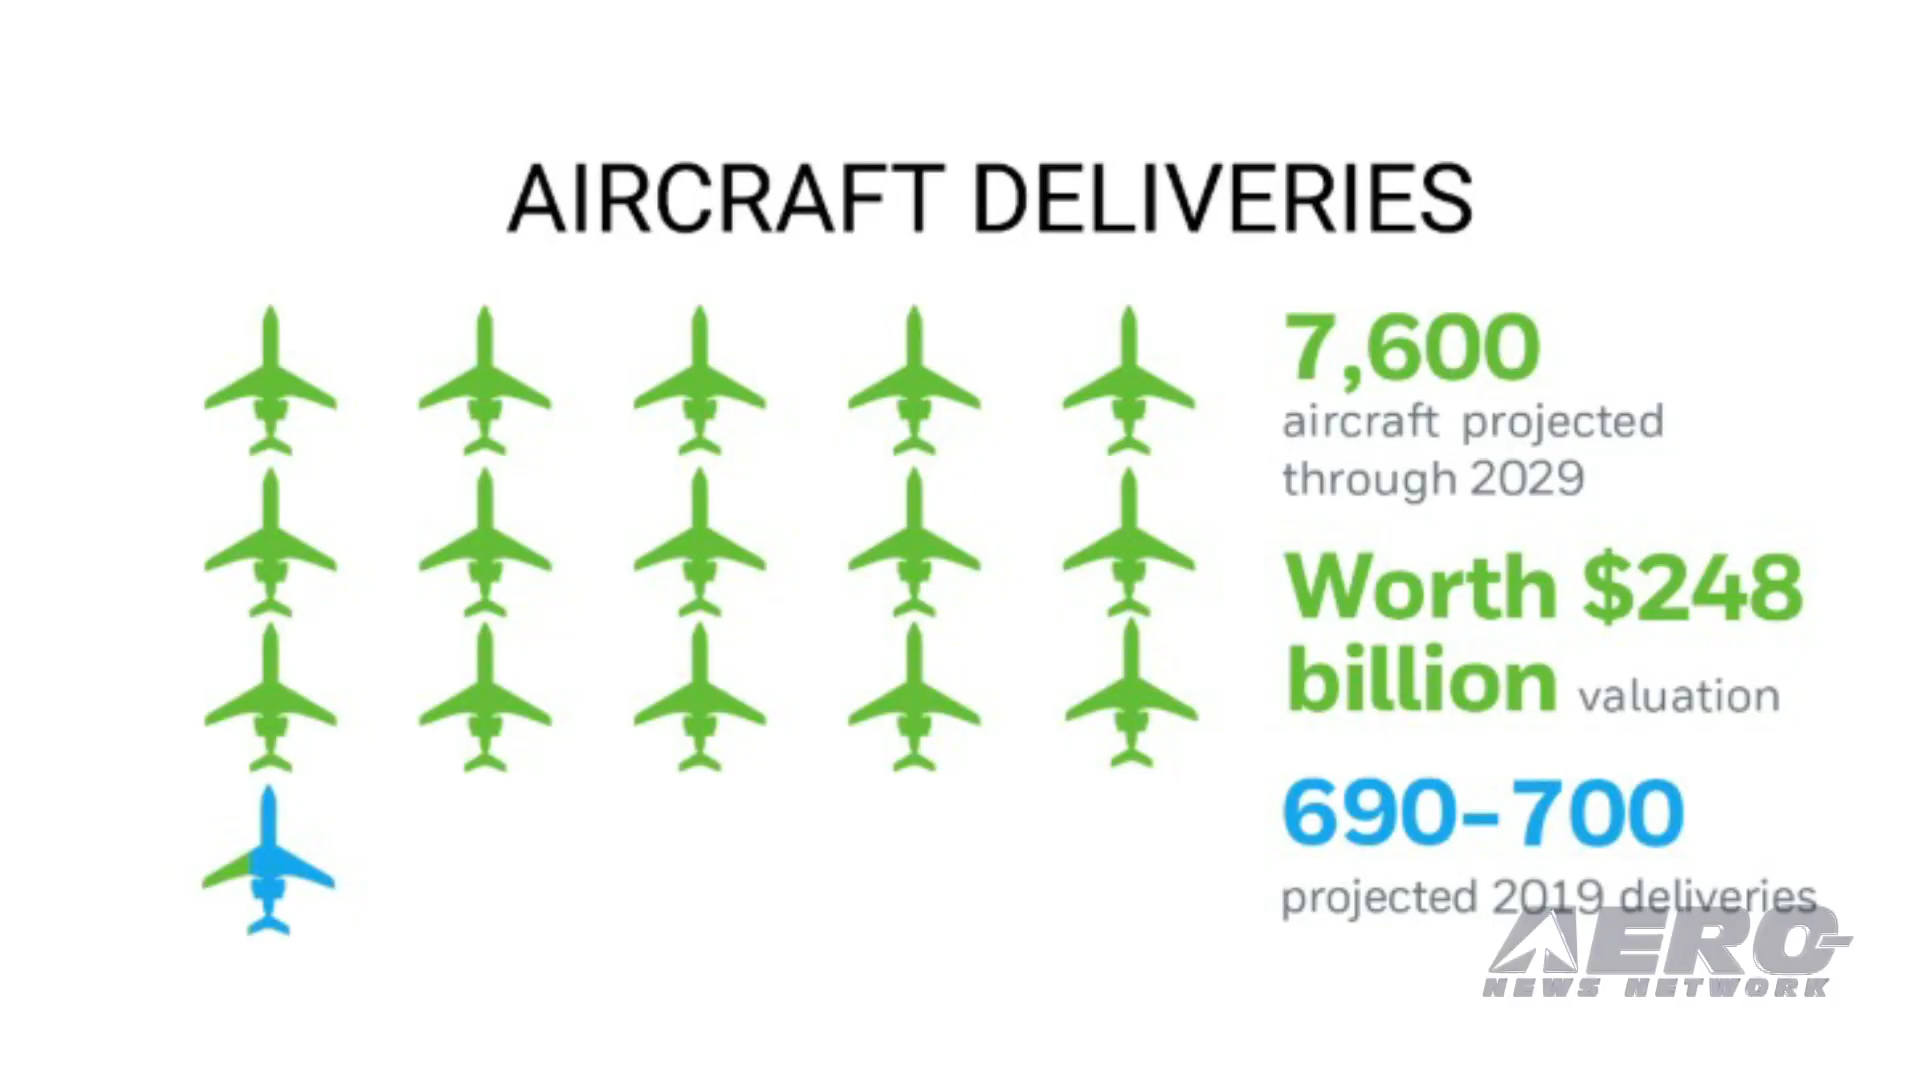 AIRCRAFT DELIVERIES
7,600
aircraft projected
through 2029
Worth $248
billion valuation
690-700
projected 2019 deliveries
AERO-
NEWS NETWORK